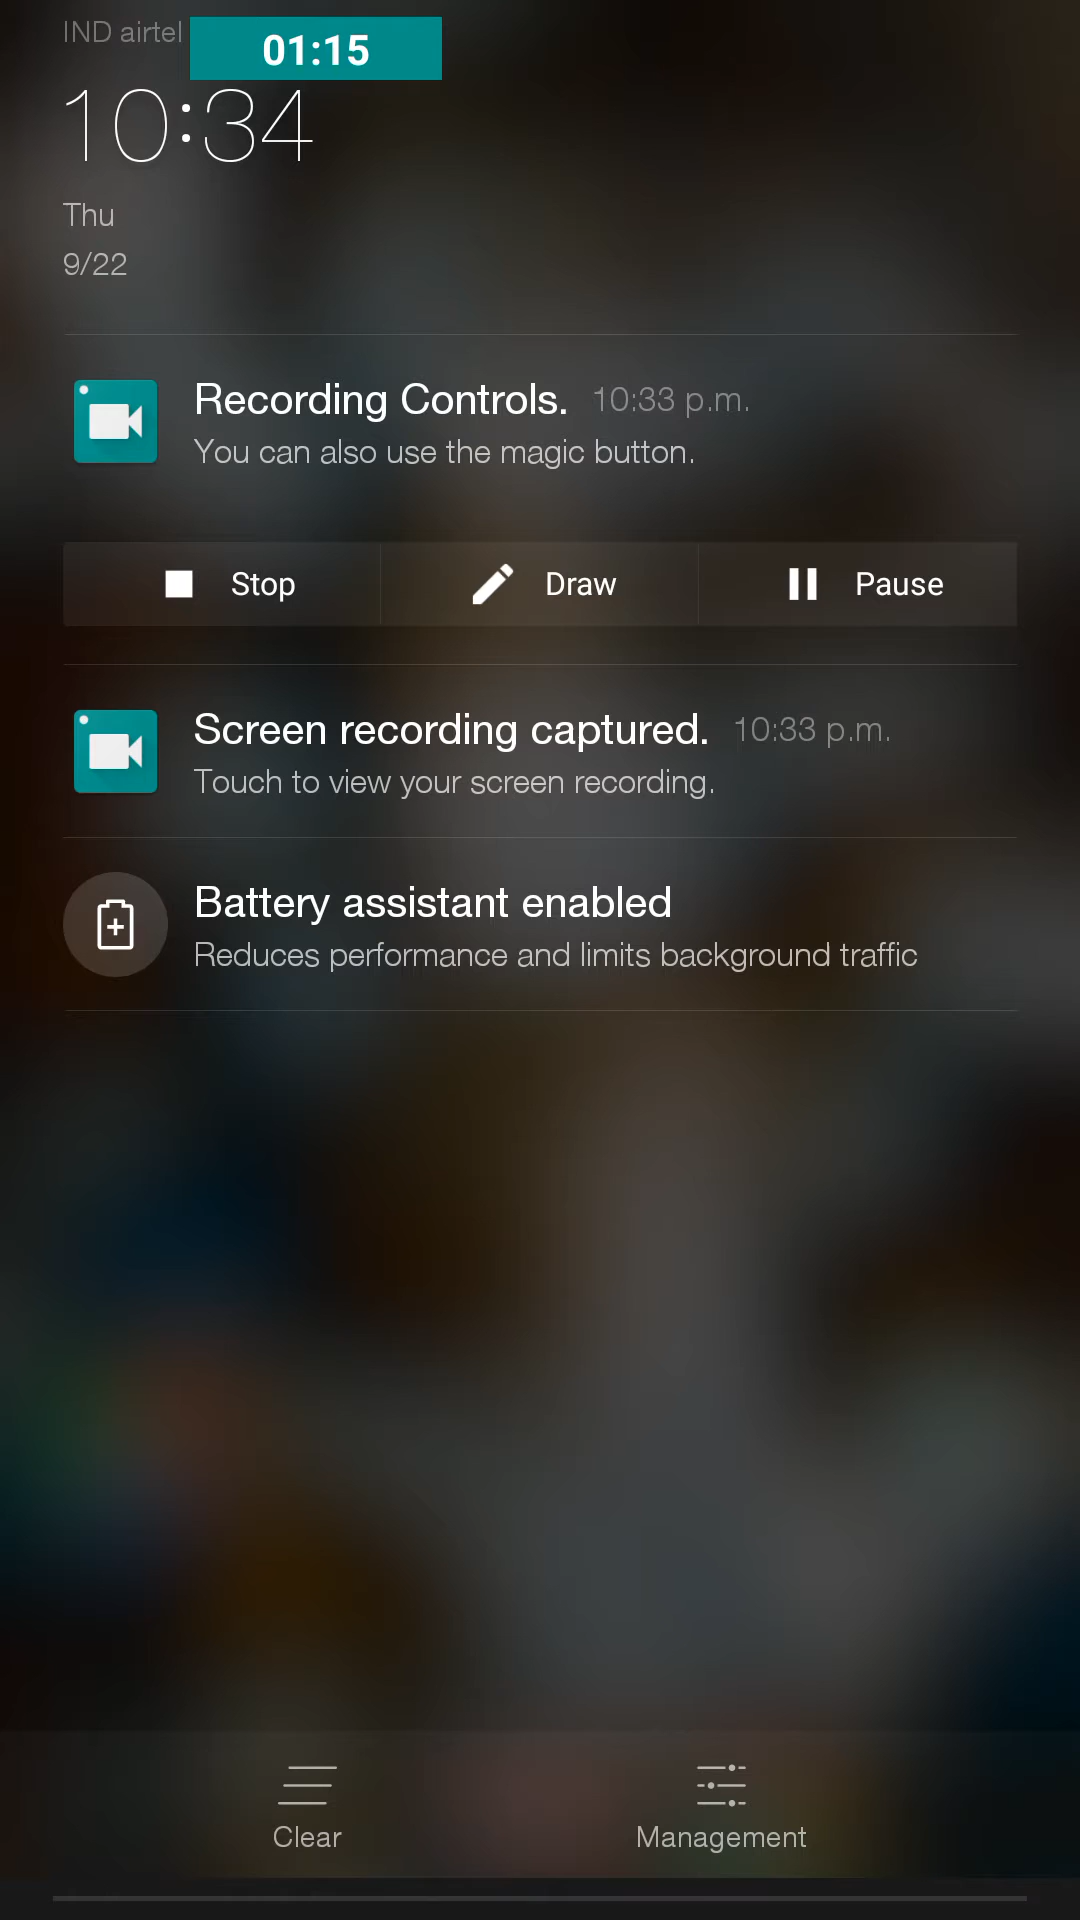 IND airtel
01:15
10:34
Thu
9/22
Recording Controls. 10:33 p.m.
You can also use the magic button.
Stop Draw Pause
Screen recording captured. 10:33 p.m.
Touch to view your screen recording.
Battery assistant enabled
Reduces performance and limits background traffic
Clear Management